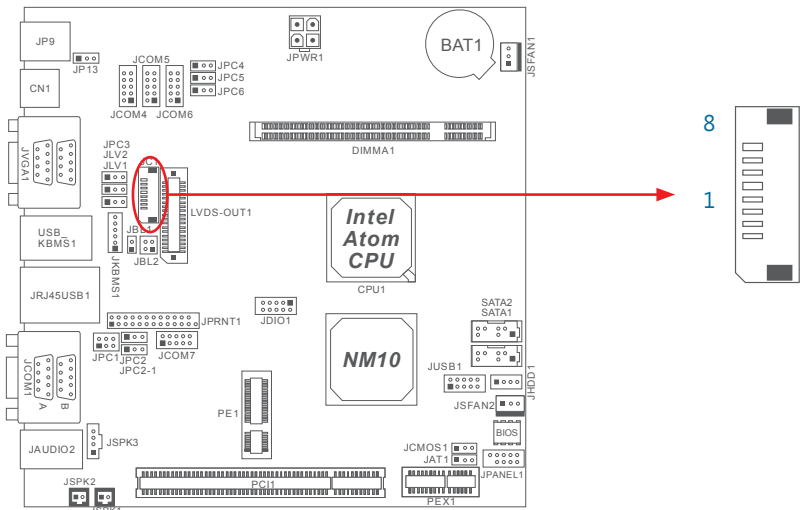 JP9
JP13
CN1
JCOM5
JCOM4
JCOM6
JPC4
JPC5
JPC6
JPWR1
BAT1
JSFAN1
DIMMA1
JVGA1
JPC3
JLV2
JLV1
JC1
8
1
LVDS-OUT1
Intel
Atom
CPU
CPU1
USB_
KBMS1
JKBMS1
JBL1
JBL2
JRJ45USB1
JPRNT1
JDIO1
SATA2
SATA1
JPC1
JPC2
JPC2-1
JCOM7
NM10
JUSB1
JHDD1
JCOM1
A
B
PE1
JSFAN2
BIOS
JAUDIO2
JSPK3
JCMOS1
JAT1
JPANEL1
JSPK2
JSPK1
PCI1
PEX1